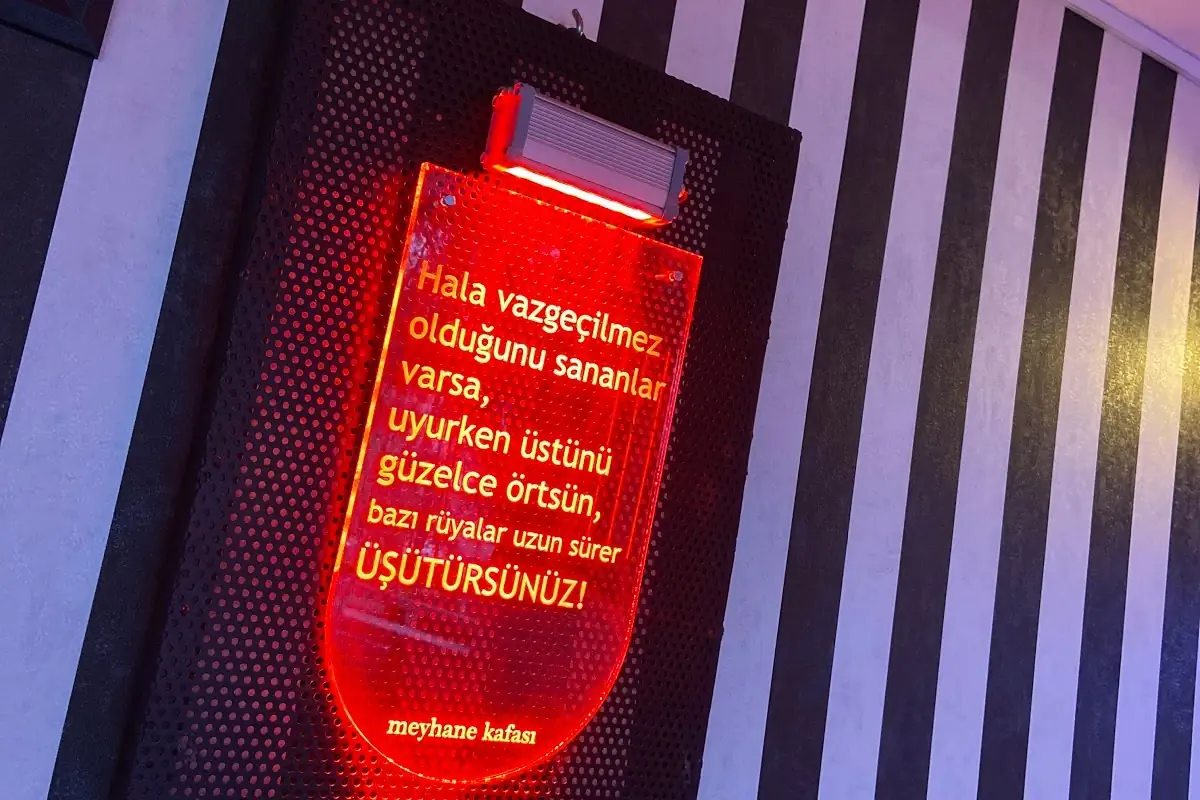 Hala vazgeçilmez
olduğunu sananlar
varsa,
uyurken üstünü
güzelce örtsün,
bazı rüyalar uzun sürer
ÜŞÜTÜRSÜNÜZ!
meyhane kafası